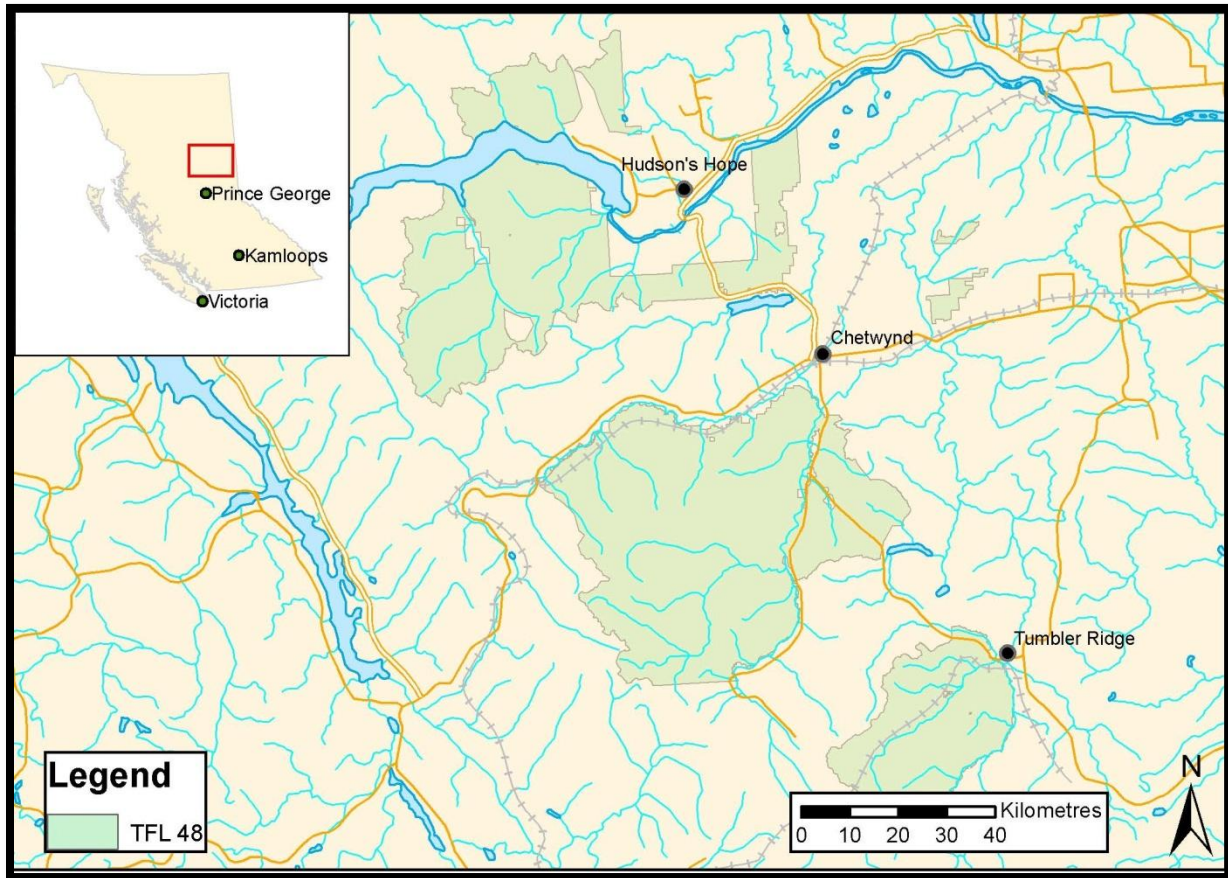 Prince George
Kamloops
Victoria
Hudson's Hope
Chetwynd
Tumbler Ridge
Legend
TFL 48
Kilometres
0 10 20 30 40
N